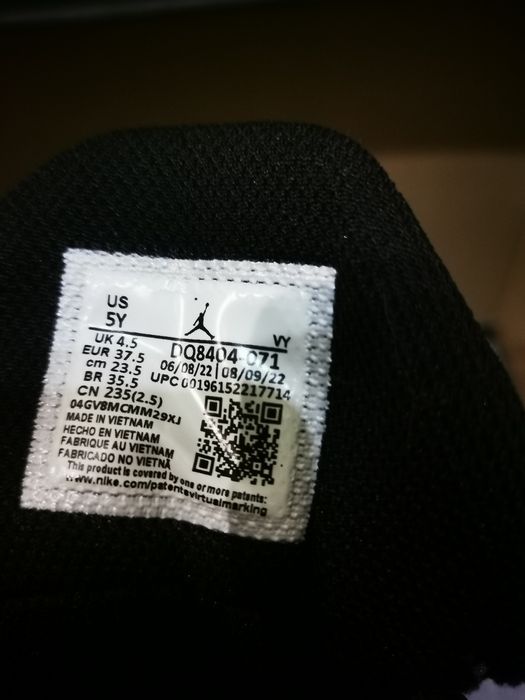 US
5Y
VY
UK 4.5
EUR 37.5
cm 23.5
BR 35.5
CN 235(2.5)
DQ8404-071
06/08/22 | 08/09/22
UPC 00196152217714
04GV8MCMM29XJ
MADE IN VIETNAM
HECHO EN VIETNAM
FABRIQUE AU VIETNAM
FABRICADO NO VIETNA
This product is covered by one or more patents:
www.nike.com/patentsvirtualmarking